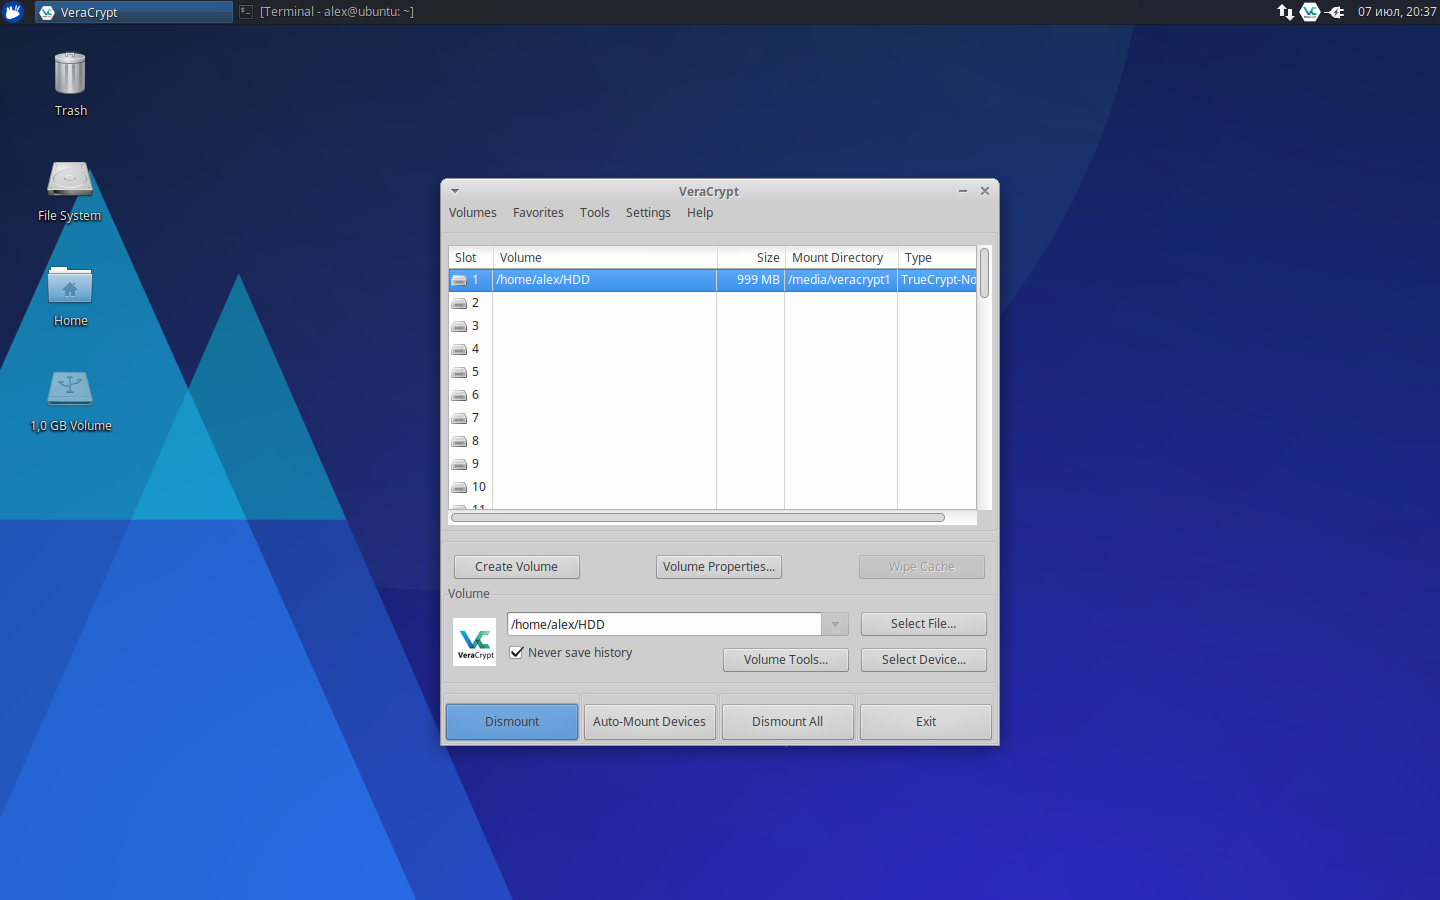 VeraCrypt
[Terminal - alex@ubuntu: ~]
VC
07 июл, 20:37
Trash
File System
Home
1,0 GB Volume
VeraCrypt
Volumes Favorites Tools Settings Help
Slot Volume Size Mount Directory Type
1 /home/alex/HDD 999 MB /media/veracrypt1 TrueCrypt-No
2
3
4
5
6
7
8
9
10
11
Create Volume Volume Properties... Wipe Cache
Volume
VC
VeraCrypt
/home/alex/HDD
Select File...
Never save history
Volume Tools... Select Device...
Dismount Auto-Mount Devices Dismount All Exit